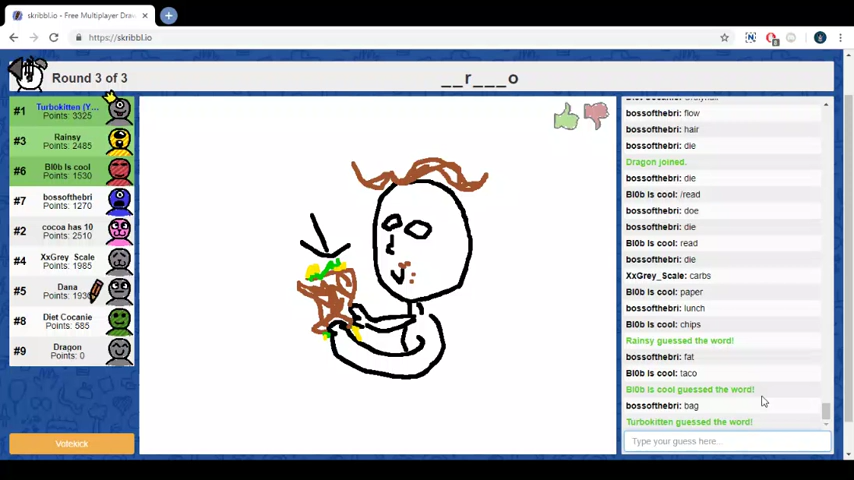 skribbl.io - Free Multiplayer Dra
https://skribbl.io
Round 3 of 3
__r___o
#1
Turbokitten (Y...
Points: 3325
#3
Rainsy
Points: 2485
#6
Bl0b Is cool
Points: 1530
#7
bossofthebri
Points: 1270
#2
cocoa has 10
Points: 2510
#4
XxGrey_Scale
Points: 1985
#5
Dana
#8
Diet Cocanie
Points: 585
#9
Dragon
Points: 0
Votekick
bossofthebri: flow
bossofthebri: hair
bossofthebri: die
Dragon joined.
bossofthebri: die
Bl0b Is cool: /read
bossofthebri: doe
bossofthebri: die
Bl0b Is cool: read
bossofthebri: die
XxGrey_Scale: carbs
Bl0b Is cool: paper
bossofthebri: lunch
Bl0b Is cool: chips
Rainsy guessed the word!
bossofthebri: fat
Bl0b Is cool: taco
Bl0b Is cool guessed the word!
bossofthebri: bag
Turbokitten guessed the word!
Type your guess here...